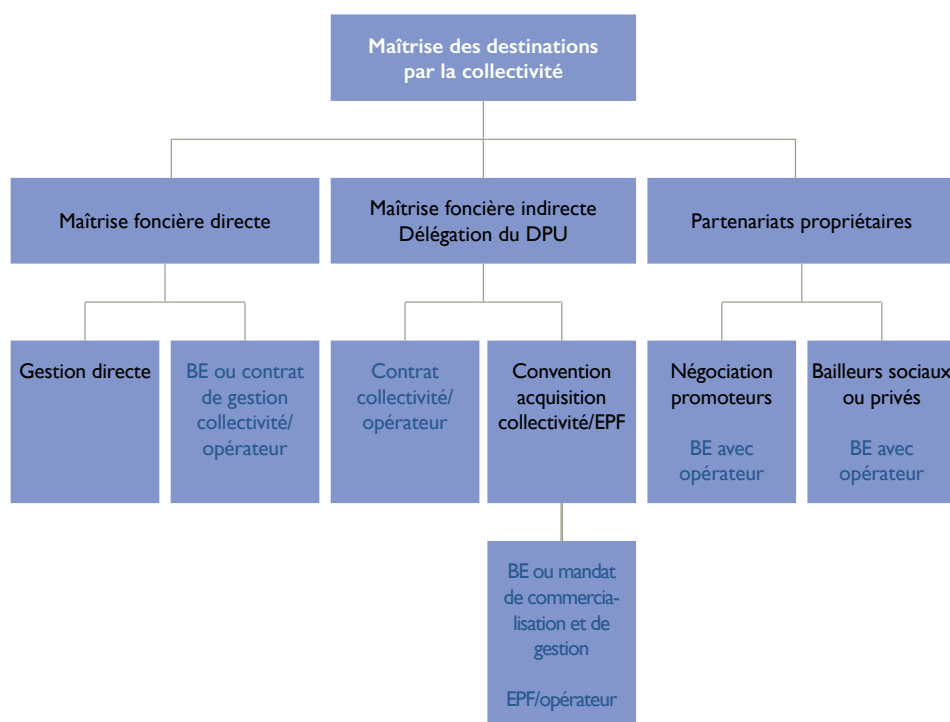 Maîtrise des destinations
par la collectivité
Maîtrise foncière directe
Maîtrise foncière indirecte
Délégation du DPU
Partenariats propriétaires
Gestion directe
BE ou contrat
de gestion
collectivité/
opérateur
Contrat
collectivité/
opérateur
Convention
acquisition
collectivité/EPF
Négociation
promoteurs
BE avec
opérateur
Bailleurs sociaux
ou privés
BE avec
opérateur
BE ou mandat
de commercia-
lisation et de
gestion
EPF/opérateur